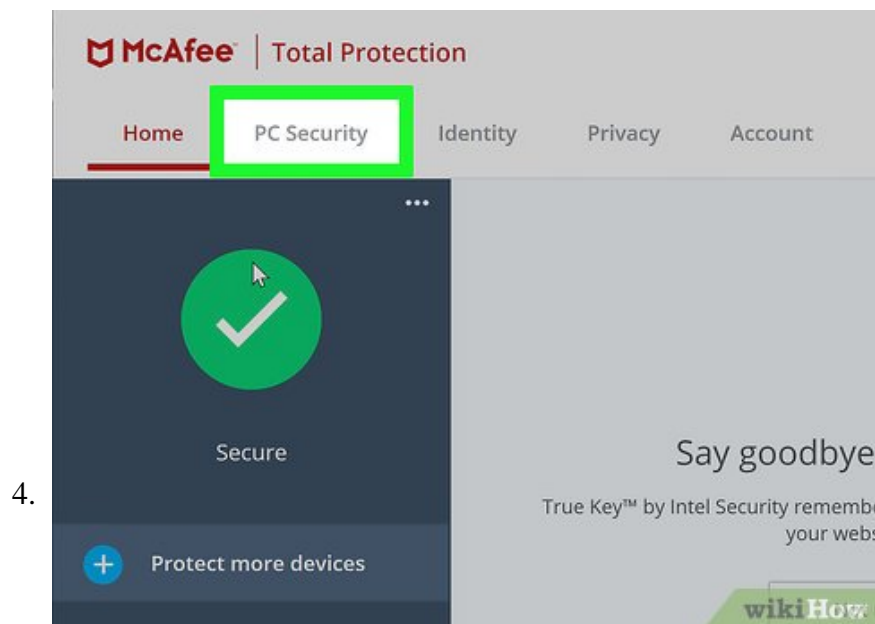 McAfee™ | Total Protection
Home PC Security Identity Privacy Account
Secure
Say goodbye
4.
True Key™ by Intel Security remembe
your webs
Protect more devices
wikiHow